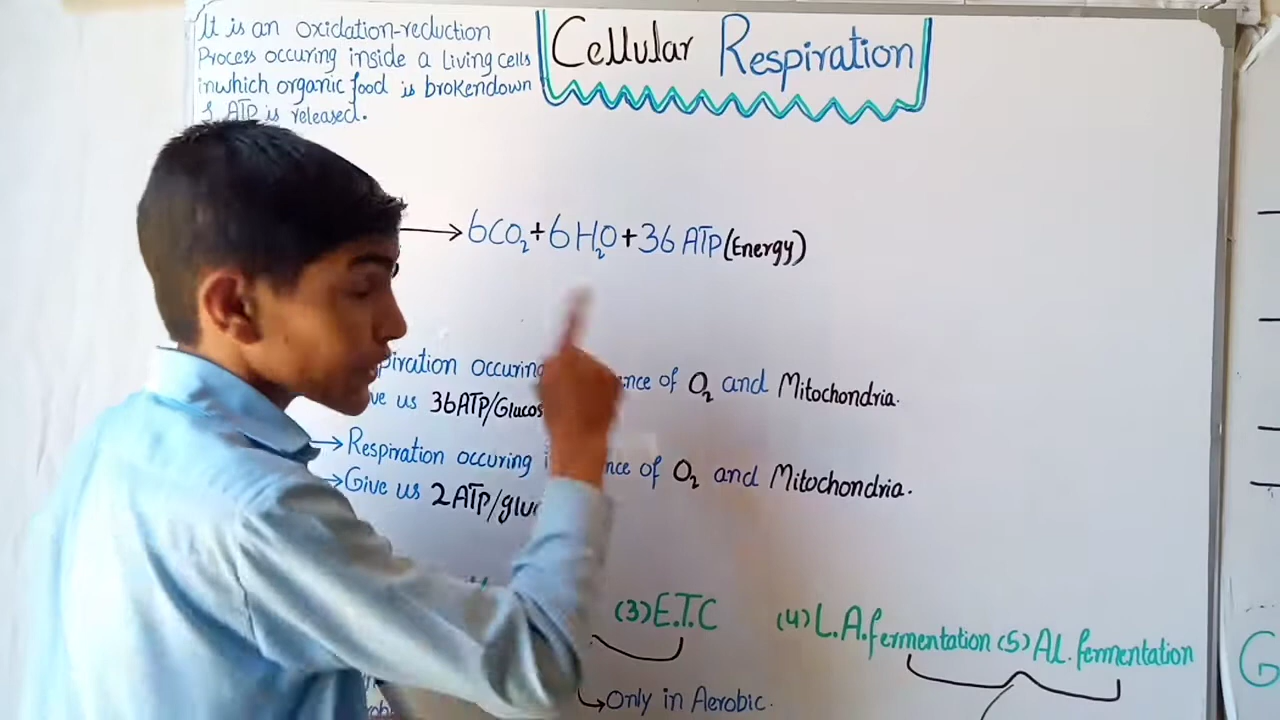 It is an oxidation-reduction
Process occuring inside a living cells
inwhich organic food is brokendown
& ATP is released.
Cellular Respiration
→ 6CO₂ + 6H₂O + 36 ATP (Energy)
piration occuring nce of O₂ and Mitochondria.
ve us 36ATP/Glucos
→ Respiration occuring i nce of O₂ and Mitochondria.
→ Give us 2ATP/glu
(3) E.T.C (4) L.A. fermentation (5) AL. fermentation
↳ Only in Aerobic.
G